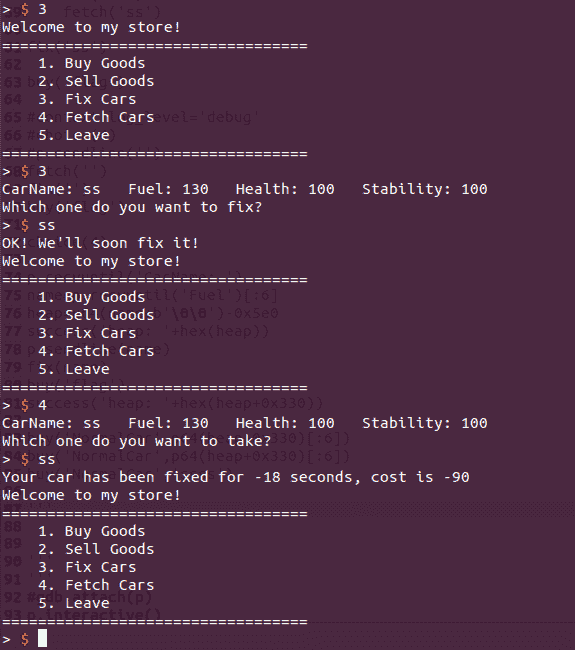 > $ 3
Welcome to my store!
==================================
1. Buy Goods
2. Sell Goods
3. Fix Cars
4. Fetch Cars
5. Leave
==================================
> $ 3
CarName: ss   Fuel: 130   Health: 100   Stability: 100
Which one do you want to fix?
> $ ss
OK! We'll soon fix it!
Welcome to my store!
==================================
1. Buy Goods
2. Sell Goods
3. Fix Cars
4. Fetch Cars
5. Leave
==================================
> $ 4
CarName: ss   Fuel: 130   Health: 100   Stability: 100
Which one do you want to take?
> $ ss
Your car has been fixed for -18 seconds, cost is -90
Welcome to my store!
==================================
1. Buy Goods
2. Sell Goods
3. Fix Cars
4. Fetch Cars
5. Leave
==================================
> $